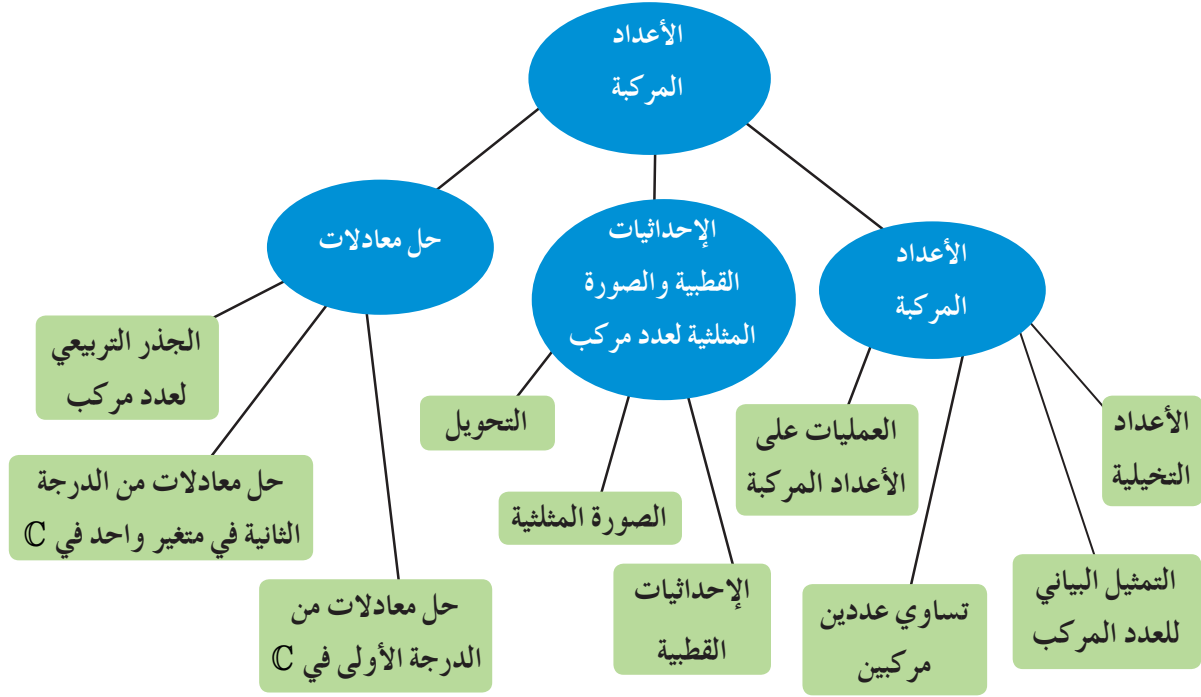 الأعداد
المركبة
الأعداد
المركبة
الإحداثيات
القطبية والصورة
المثلثية لعدد مركب
حل معادلات
الأعداد
التخيلية
التمثيل البياني
للعدد المركب
تساوي عددين
مركبين
العمليات على
الأعداد المركبة
الإحداثيات
القطبية
الصورة المثلثية
التحويل
حل معادلات من
الدرجة الأولى في ℂ
حل معادلات من الدرجة
الثانية في متغير واحد في ℂ
الجذر التربيعي
لعدد مركب